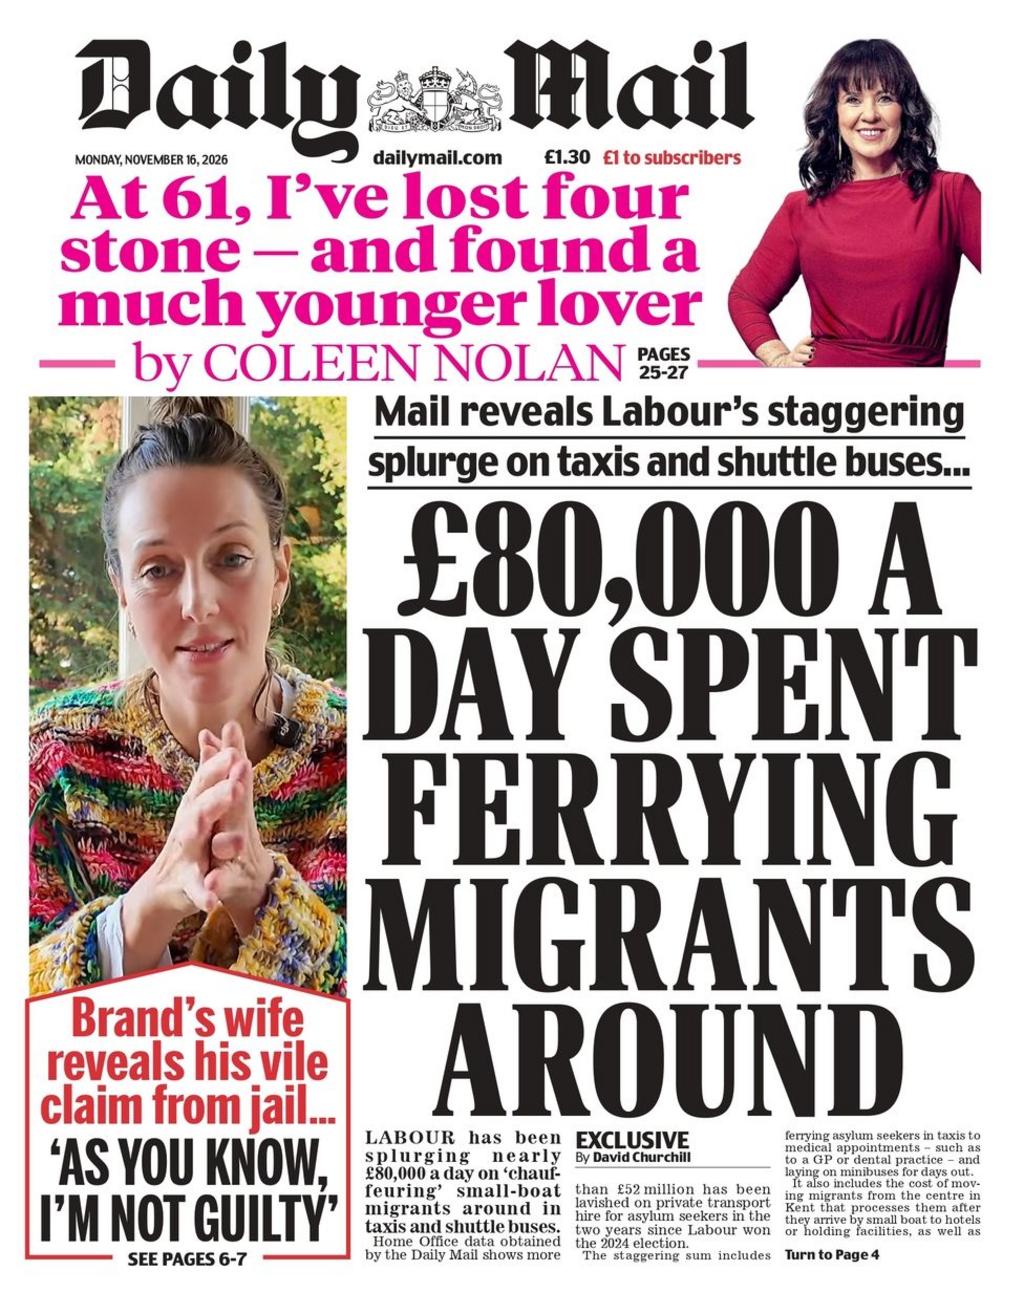 Daily Mail
DIEU ET MON DROIT
MONDAY, NOVEMBER 16, 2026
dailymail.com
£1.30 £1 to subscribers
At 61, I’ve lost four
stone – and found a
much younger lover
by COLEEN NOLAN
PAGES
25-27
Mail reveals Labour’s staggering
splurge on taxis and shuttle buses...
£80,000 A
DAY SPENT
FERRYING
MIGRANTS
AROUND
Brand’s wife
reveals his vile
claim from jail...
‘AS YOU KNOW,
I’M NOT GUILTY’
SEE PAGES 6-7
LABOUR has been
splurging nearly
£80,000 a day on ‘chauf-
feuring’ small-boat
migrants around in
taxis and shuttle buses.
Home Office data obtained
by the Daily Mail shows more
EXCLUSIVE
By David Churchill
than £52 million has been
lavished on private transport
hire for asylum seekers in the
two years since Labour won
the 2024 election.
The staggering sum includes
ferrying asylum seekers in taxis to
medical appointments – such as
to a GP or dental practice – and
laying on minibuses for days out.
It also includes the cost of mov-
ing migrants from the centre in
Kent that processes them after
they arrive by small boat to hotels
or holding facilities, as well as
Turn to Page 4